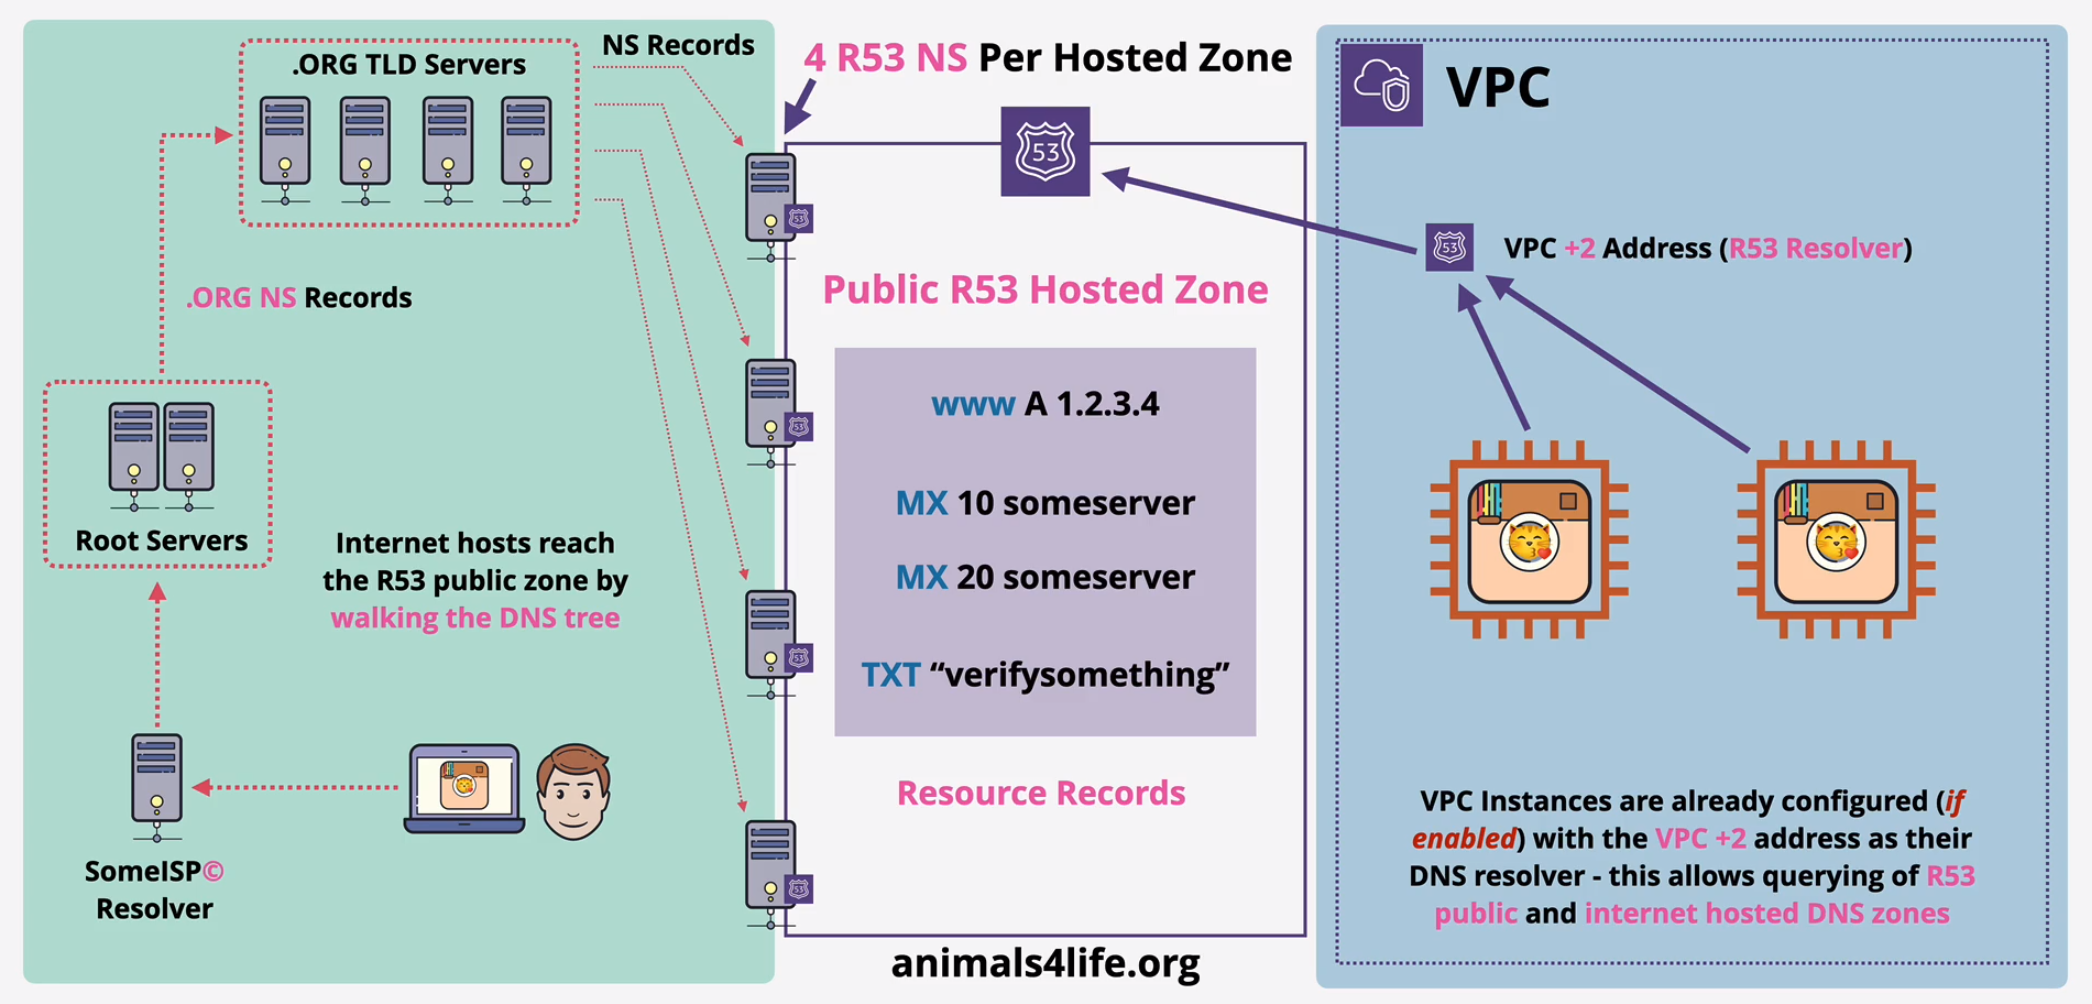 .ORG TLD Servers
NS Records
.ORG NS Records
Root Servers
Internet hosts reach
the R53 public zone by
walking the DNS tree
SomeISP©
Resolver
4 R53 NS Per Hosted Zone
53
53
53
53
53
Public R53 Hosted Zone
www A 1.2.3.4
MX 10 someserver
MX 20 someserver
TXT “verifysomething”
Resource Records
animals4life.org
VPC
53
VPC +2 Address (R53 Resolver)
VPC Instances are already configured (if
enabled) with the VPC +2 address as their
DNS resolver - this allows querying of R53
public and internet hosted DNS zones